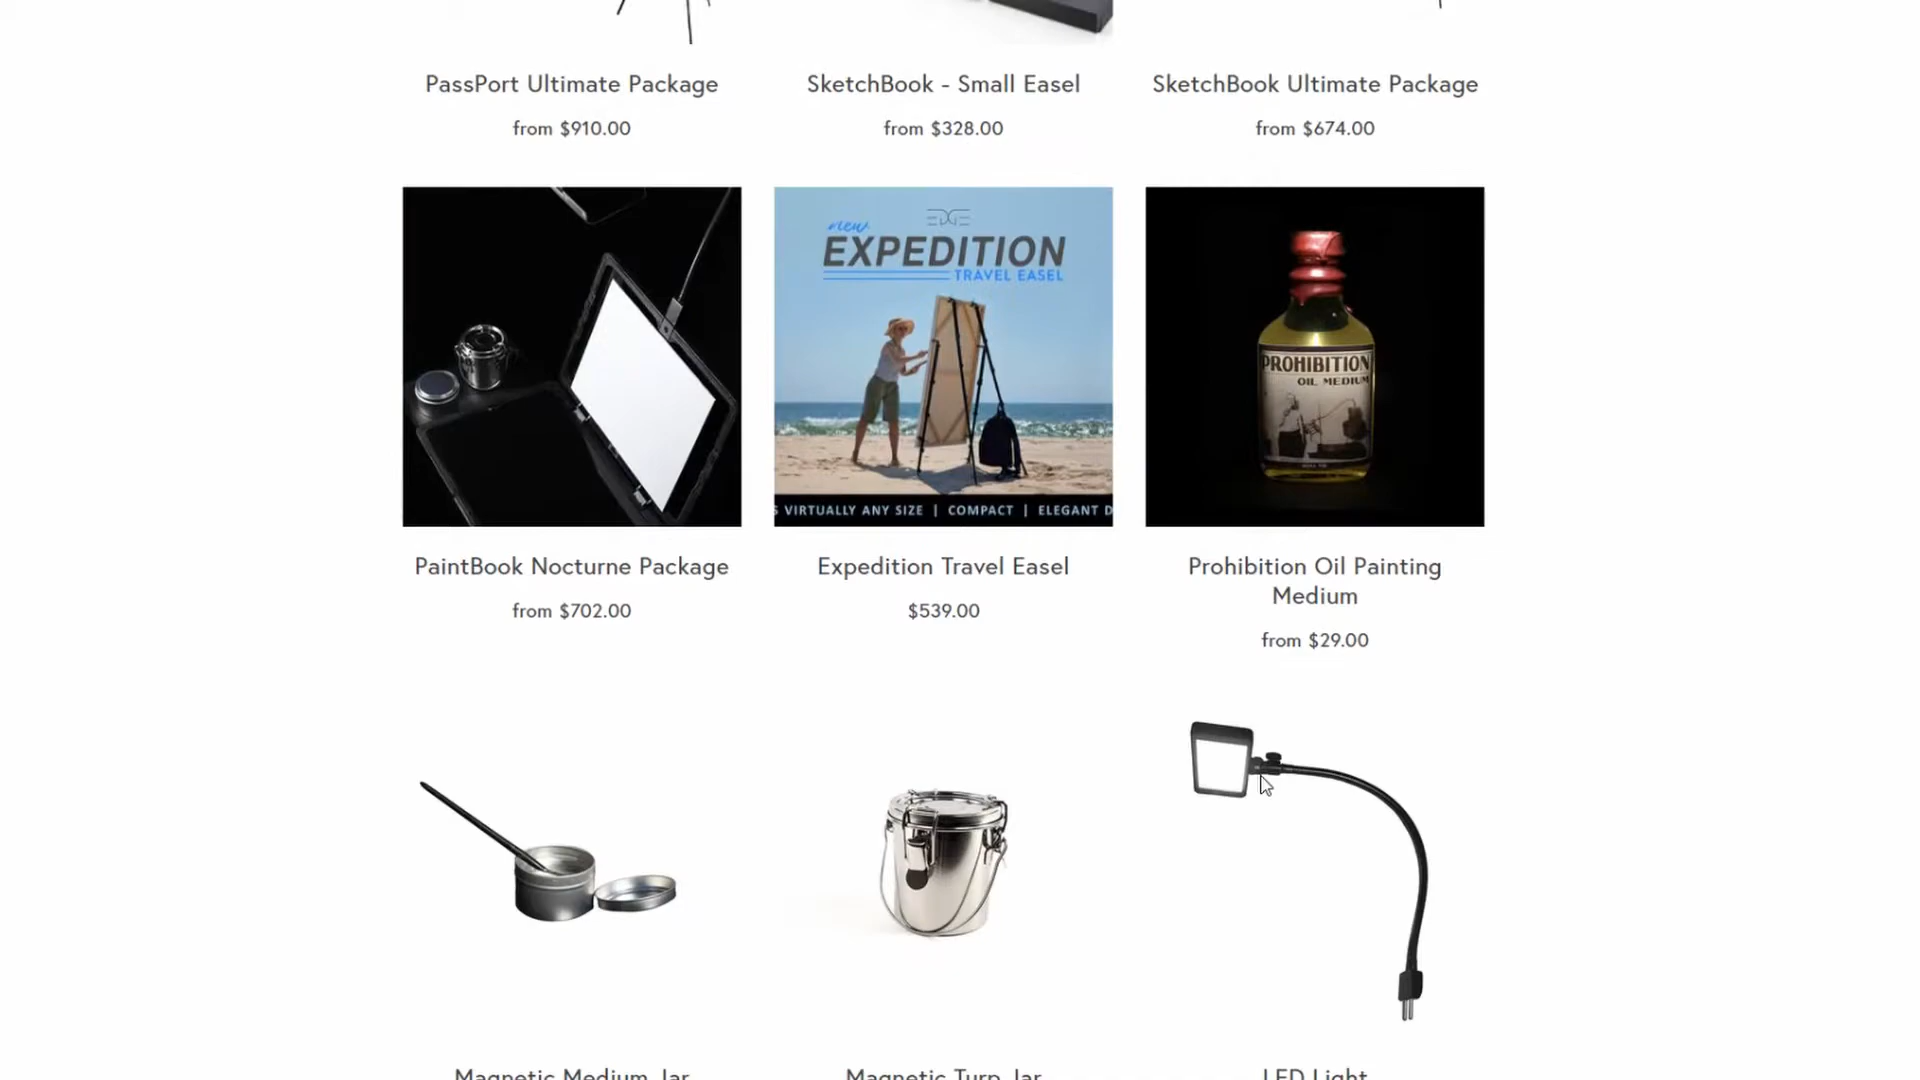 PassPort Ultimate Package
from $910.00
SketchBook - Small Easel
from $328.00
SketchBook Ultimate Package
from $674.00
new
EDGE
EXPEDITION
TRAVEL EASEL
VIRTUALLY ANY SIZE | COMPACT | ELEGANT D
PROHIBITION
OIL MEDIUM
PaintBook Nocturne Package
from $702.00
Expedition Travel Easel
$539.00
Prohibition Oil Painting
Medium
from $29.00
Magnetic Medium Jar
Magnetic Turp Jar
LED Light